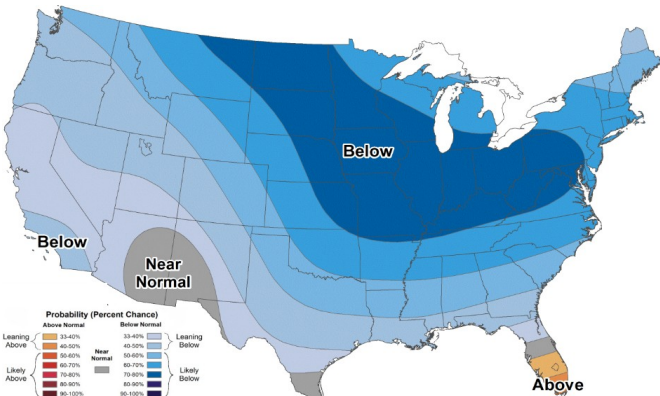 Below
Below
Near
Normal
Above
Probability (Percent Chance)
Above Normal
Below Normal
Leaning
Above
33-40%
40-50%
Near
Normal
33-40%
40-50%
Leaning
Below
Likely
Above
50-60%
60-70%
70-80%
80-90%
90-100%
50-60%
60-70%
70-80%
80-90%
90-100%
Likely
Below